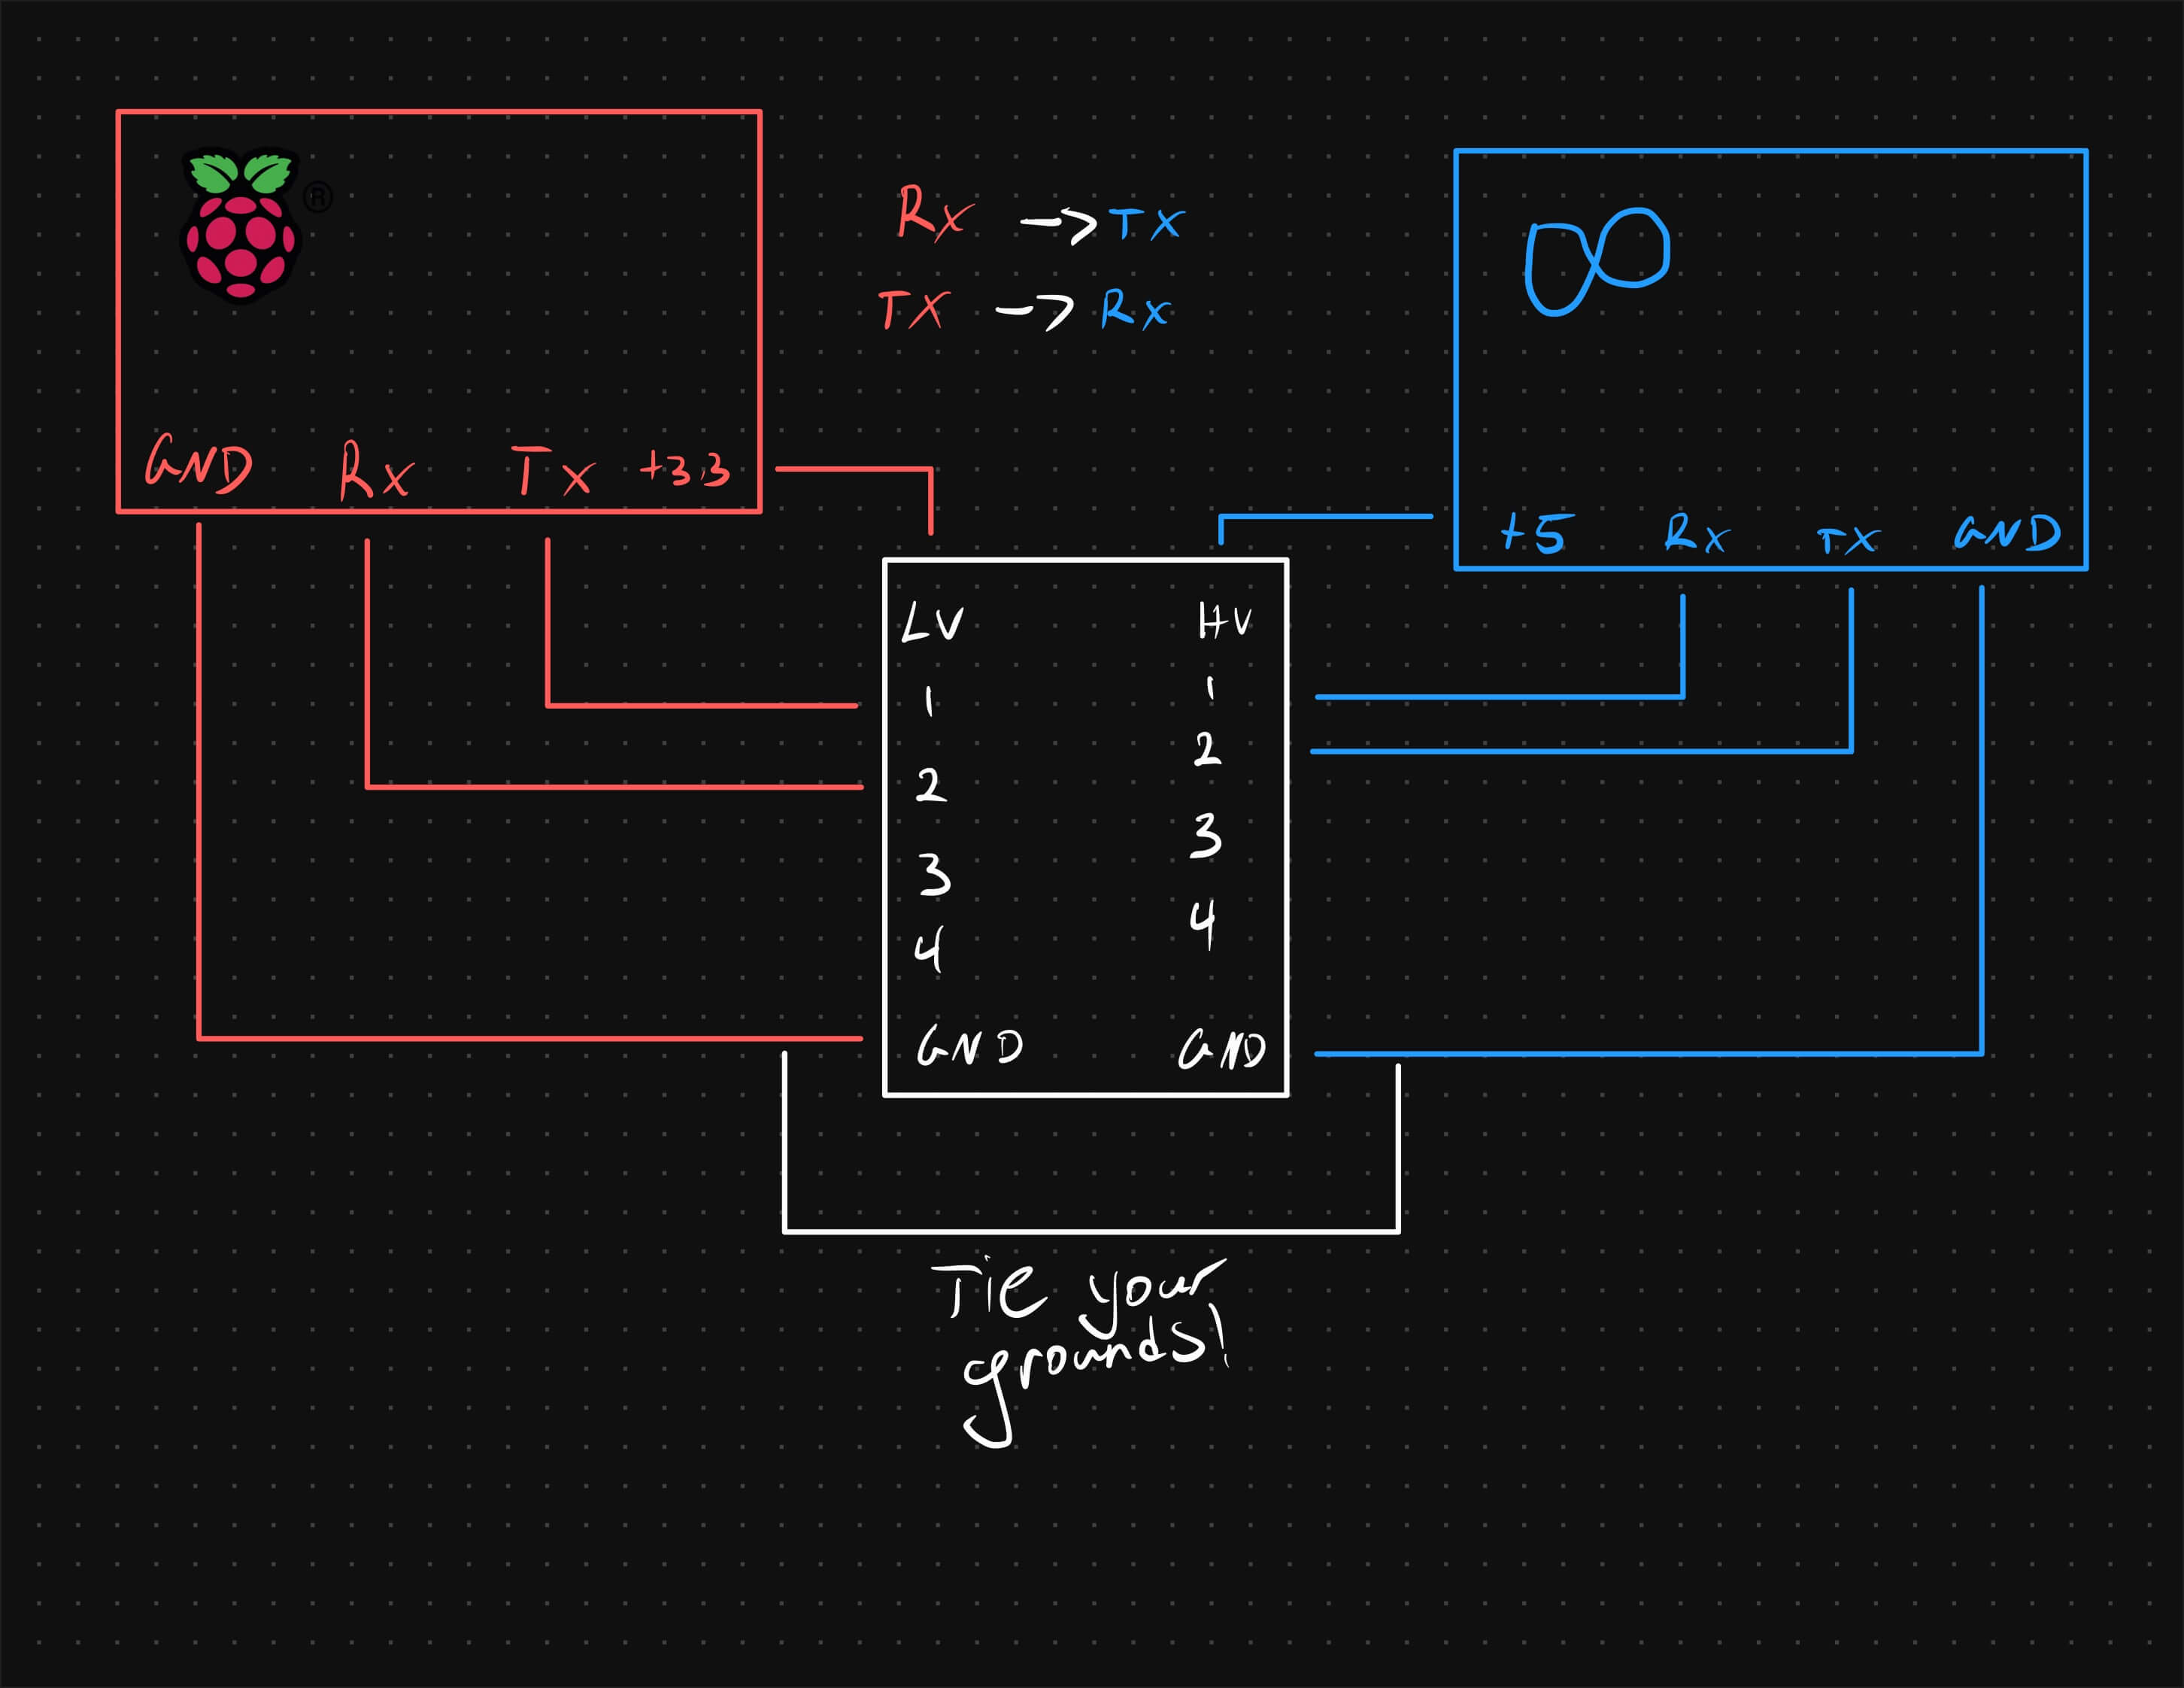 ®
Rx -> TX
TX -> Rx
GND Rx Tx +3.3
+5 Rx TX GND
LV HV
1 1
2 2
3 3
4 4
GND GND
Tie your
grounds!